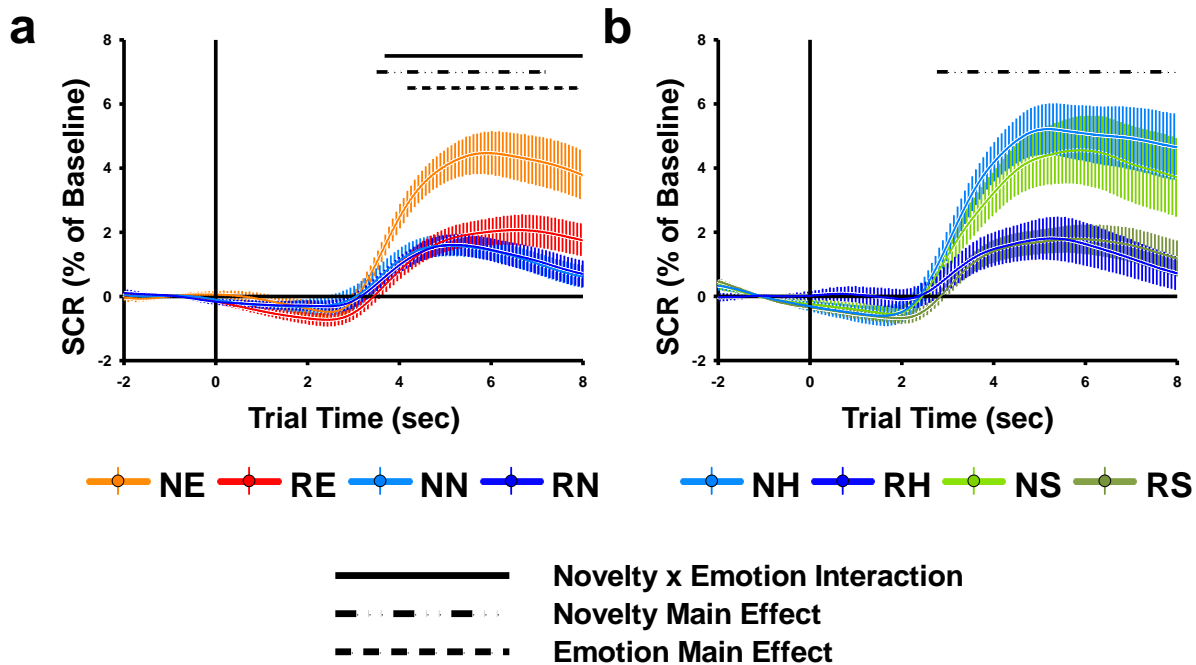 a
8
6
4
2
0
-2
SCR (% of Baseline)
-2 0 2 4 6 8
Trial Time (sec)
NE RE NN RN
b
8
6
4
2
0
-2
SCR (% of Baseline)
-2 0 2 4 6 8
Trial Time (sec)
NH RH NS RS
Novelty x Emotion Interaction
Novelty Main Effect
Emotion Main Effect